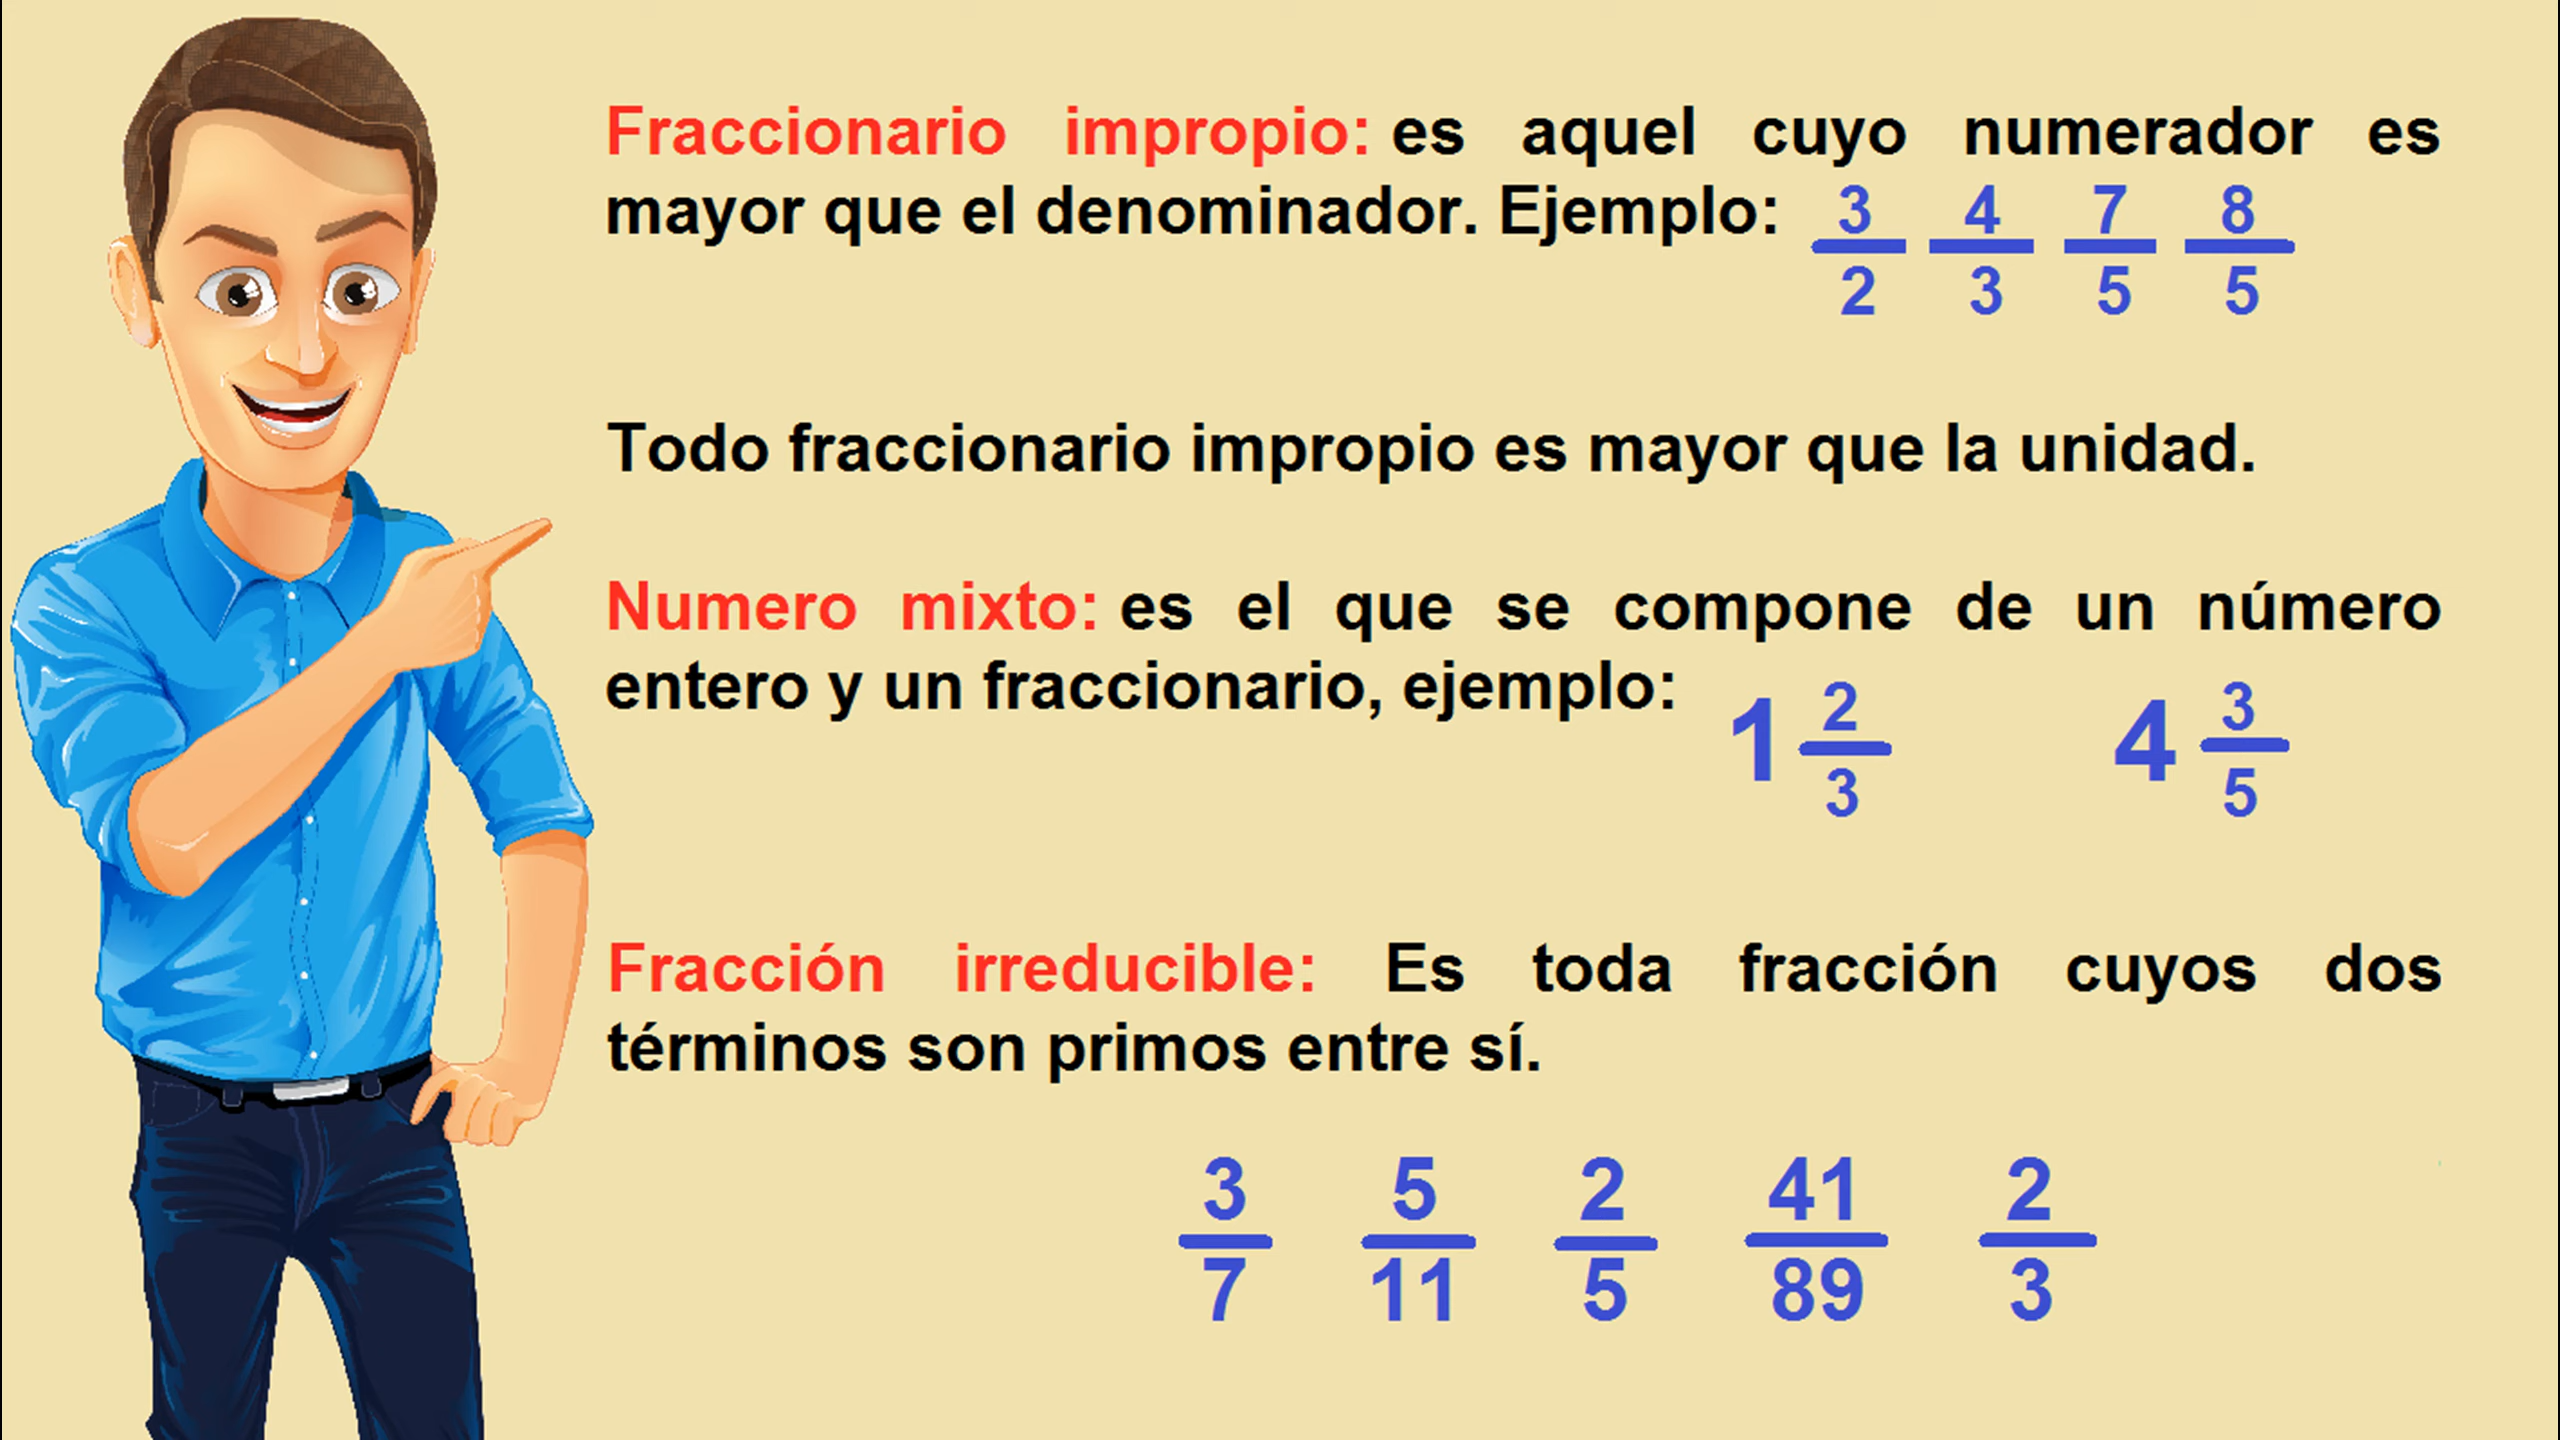 Fraccionario impropio: es aquel cuyo numerador es
mayor que el denominador. Ejemplo: 3/2 4/3 7/5 8/5
Todo fraccionario impropio es mayor que la unidad.
Numero mixto: es el que se compone de un número
entero y un fraccionario, ejemplo: 1 2/3 4 3/5
Fracción irreducible: Es toda fracción cuyos dos
términos son primos entre sí.
3/7 5/11 2/5 41/89 2/3